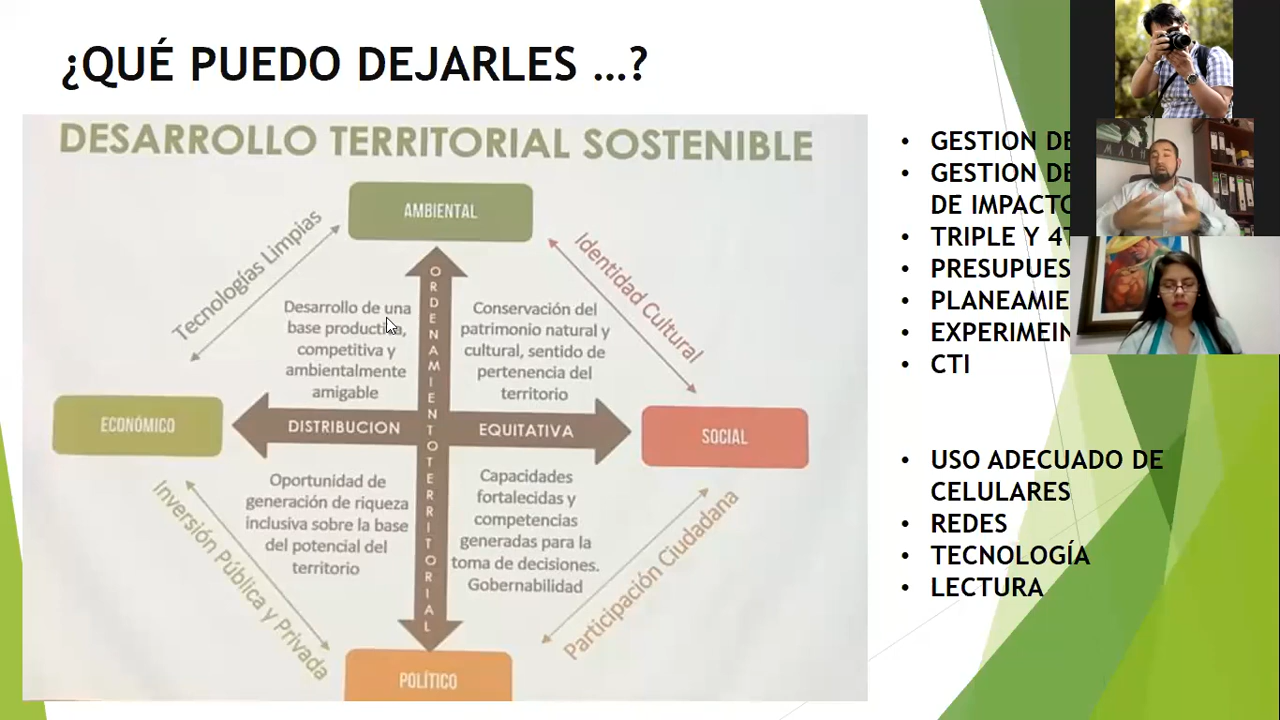 ¿QUÉ PUEDO DEJARLES ...?
DESARROLLO TERRITORIAL SOSTENIBLE
AMBIENTAL
Tecnologías Limpias
Identidad Cultural
Desarrollo de una
base productiva,
competitiva y
ambientalmente
amigable
Conservación del
patrimonio natural y
cultural, sentido de
pertenencia del
territorio
ORDENAMIENTO TERRITORIAL
ECONÓMICO
DISTRIBUCION
EQUITATIVA
SOCIAL
Oportunidad de
generación de riqueza
inclusiva sobre la base
del potencial del
territorio
Capacidades
fortalecidas y
competencias
generadas para la
toma de decisiones.
Gobernabilidad
Inversión Pública y Privada
Participación Ciudadana
POLÍTICO
• GESTION DE
• GESTION DE
DE IMPACTO
• TRIPLE Y
• 
• 
• 
• CTI
• USO ADECUADO DE
CELULARES
• REDES
• TECNOLOGÍA
• LECTURA